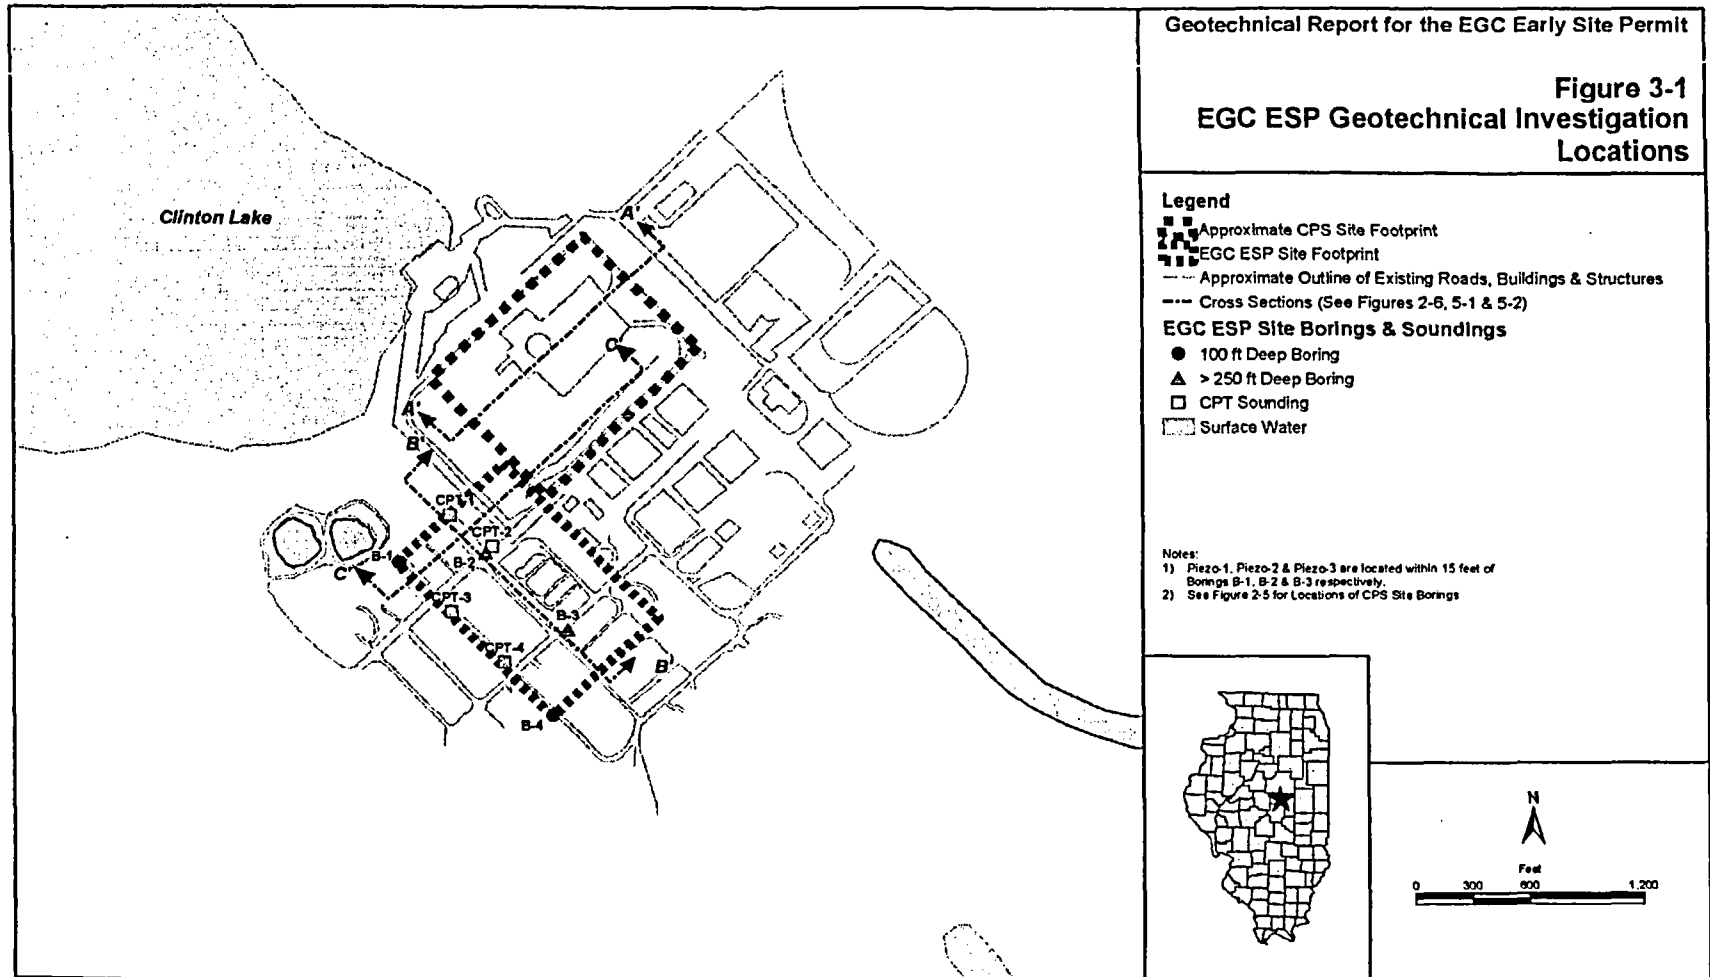 Geotechnical Report for the EGC Early Site Permit
Figure 3-1
EGC ESP Geotechnical Investigation
Locations
Legend
Approximate CPS Site Footprint
EGC ESP Site Footprint
Approximate Outline of Existing Roads, Buildings & Structures
Cross Sections (See Figures 2-6, 5-1 & 5-2)
EGC ESP Site Borings & Soundings
100 ft Deep Boring
> 250 ft Deep Boring
CPT Sounding
Surface Water
Notes:
1) Piezo-1, Piezo-2 & Piezo-3 are located within 15 feet of
Borings B-1, B-2 & B-3 respectively.
2) See Figure 2-5 for Locations of CPS Site Borings
N
Feet
0 300 600 1,200
Clinton Lake
A'
C
A
B
CPT-1
CPT-2
B-1
B-2
C'
CPT-3
B-3
CPT-4
B'
B-4